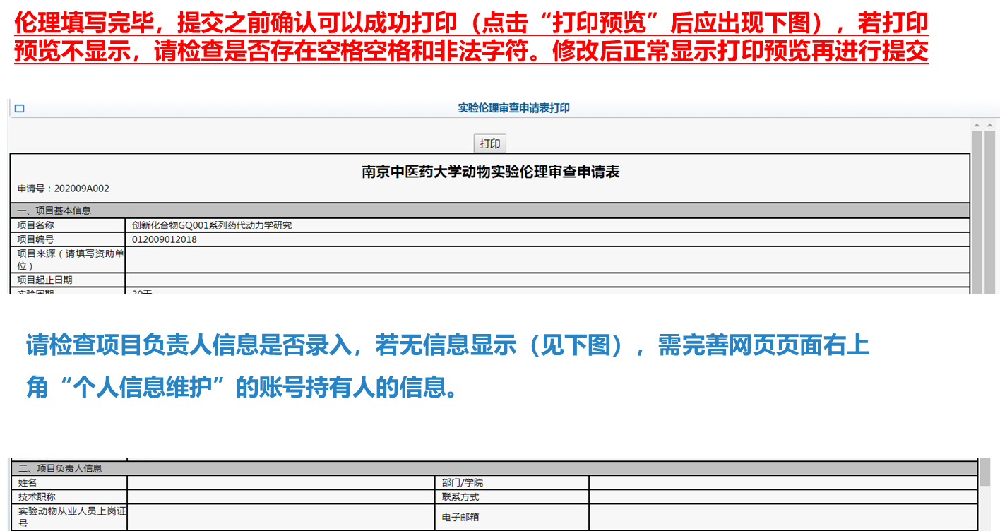 伦理填写完毕，提交之前确认可以成功打印（点击“打印预览”后应出现下图），若打印
预览不显示，请检查是否存在空格空格和非法字符。修改后正常显示打印预览再进行提交
实验伦理审查申请表打印
打印
南京中医药大学动物实验伦理审查申请表
申请号：202009A002
一、项目基本信息
项目名称 创新化合物GQ001系列药代动力学研究
项目编号 012009012018
项目来源（请填写资助单
位）
项目起止日期
实验周期 20天
请检查项目负责人信息是否录入，若无信息显示（见下图），需完善网页页面右上
角“个人信息维护”的账号持有人的信息。
二、项目负责人信息
姓名 部门/学院
技术职称 联系方式
实验动物从业人员上岗证
号 电子邮箱